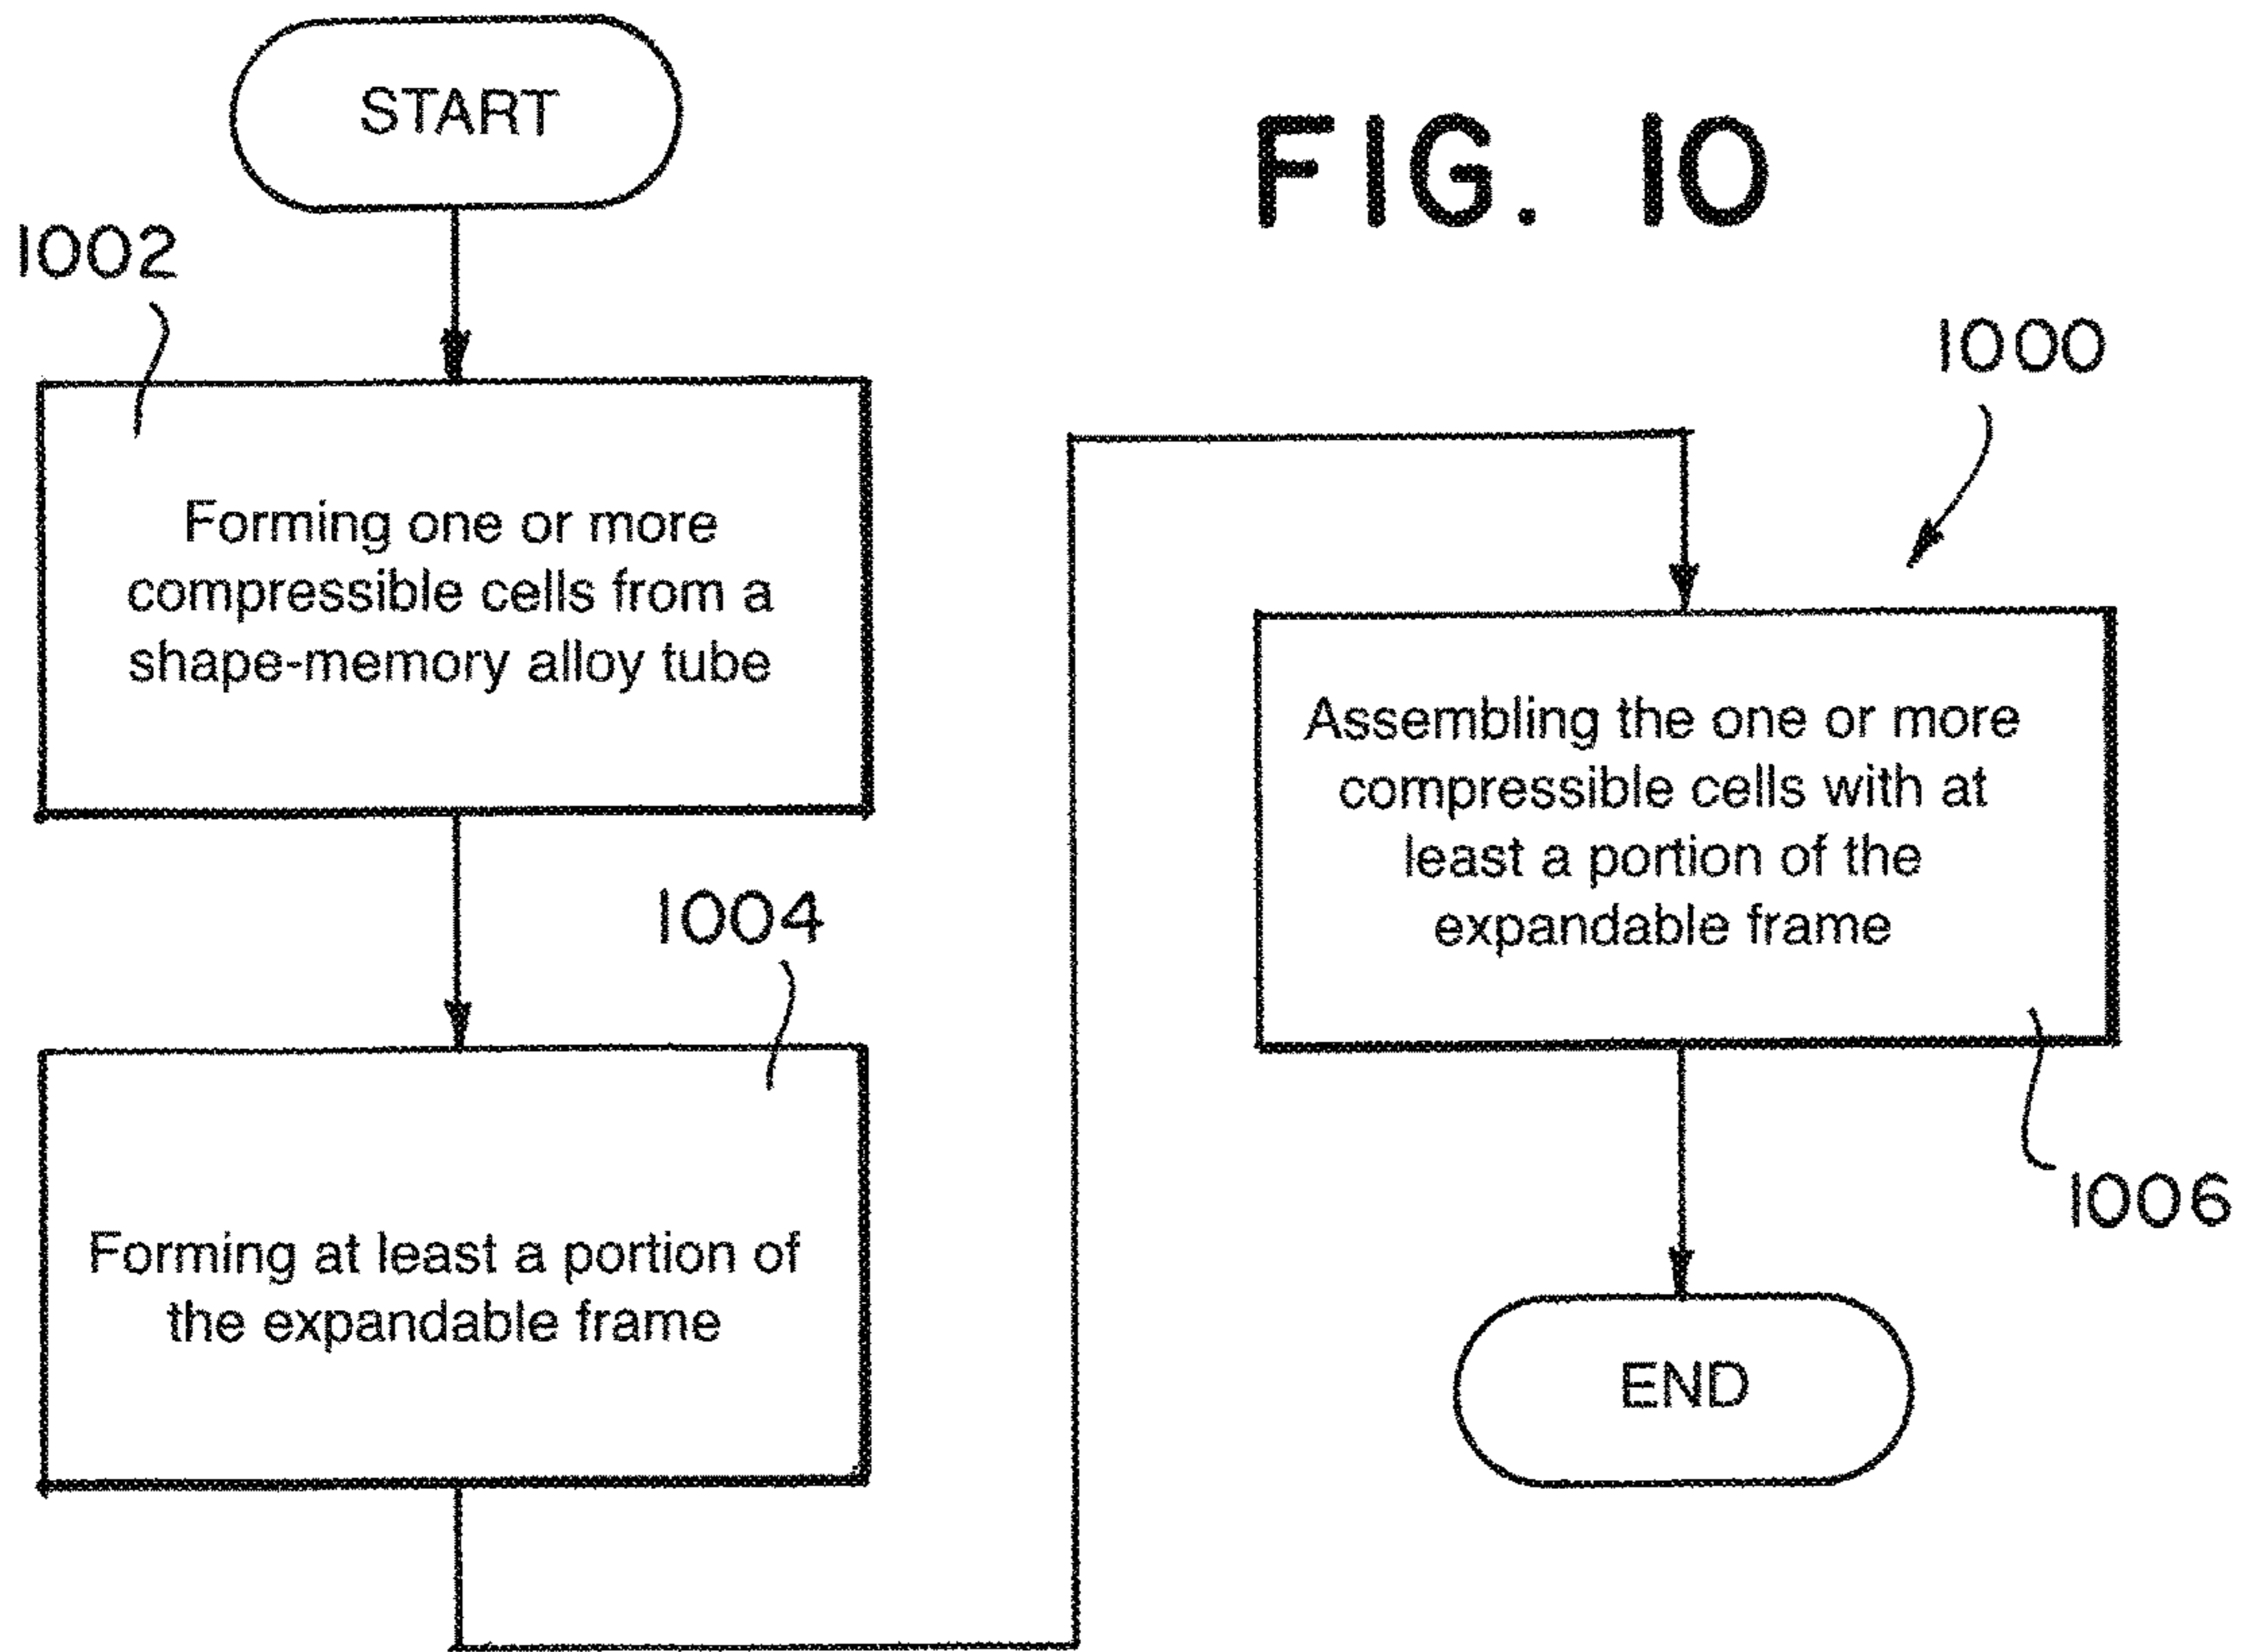 START
FIG. 10
1002
1000
Forming one or more
compressible cells from a
shape-memory alloy tube
Assembling the one or more
compressible cells with at
least a portion of the
expandable frame
1004
1006
Forming at least a portion of
the expandable frame
END